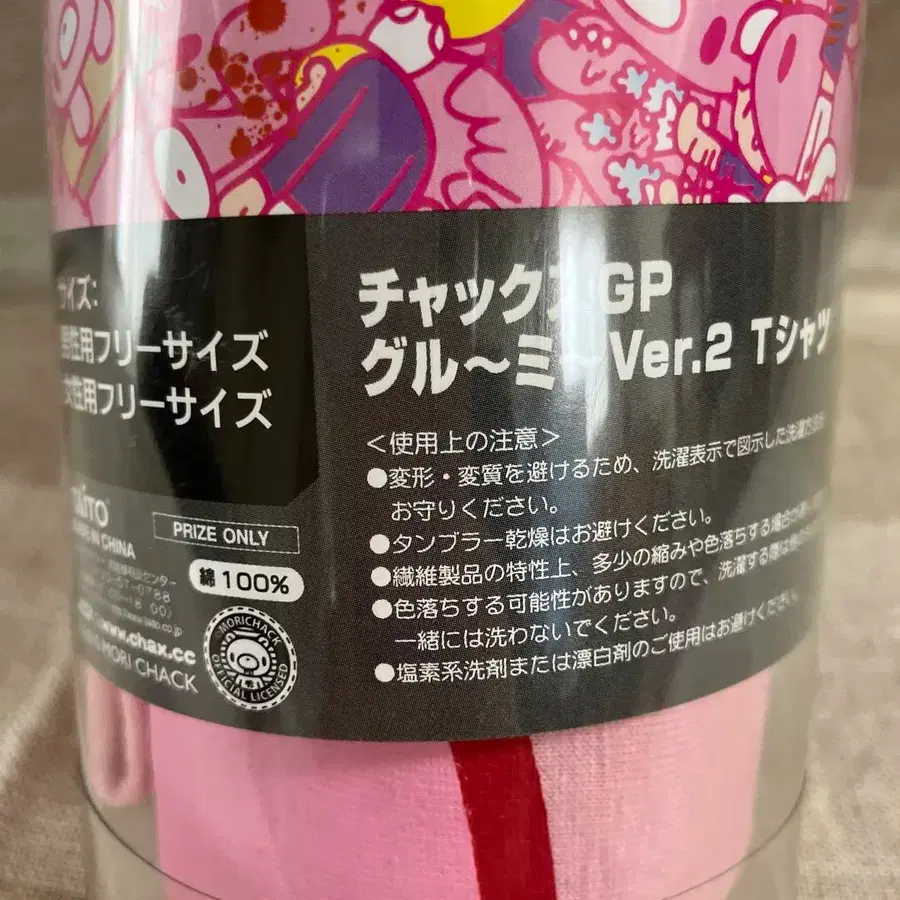 サイズ:
男性用フリーサイズ
女性用フリーサイズ
TAITO
PRIZE ONLY
IN CHINA
綿 100%
www.chax.cc
MORI CHACK
MORICHACK
OFFICIAL LICENSED
チャックスGP
グル～ミ～Ver.2 Tシャツ
＜使用上の注意＞
●変形・変質を避けるため、洗濯表示で図示した洗濯方法を
お守りください。
●タンブラー乾燥はお避けください。
●繊維製品の特性上、多少の縮みや色落ちする場合が
●色落ちする可能性がありますので、洗濯する際は他の
一緒には洗わないでください。
●塩素系洗剤または漂白剤のご使用はお避けください。